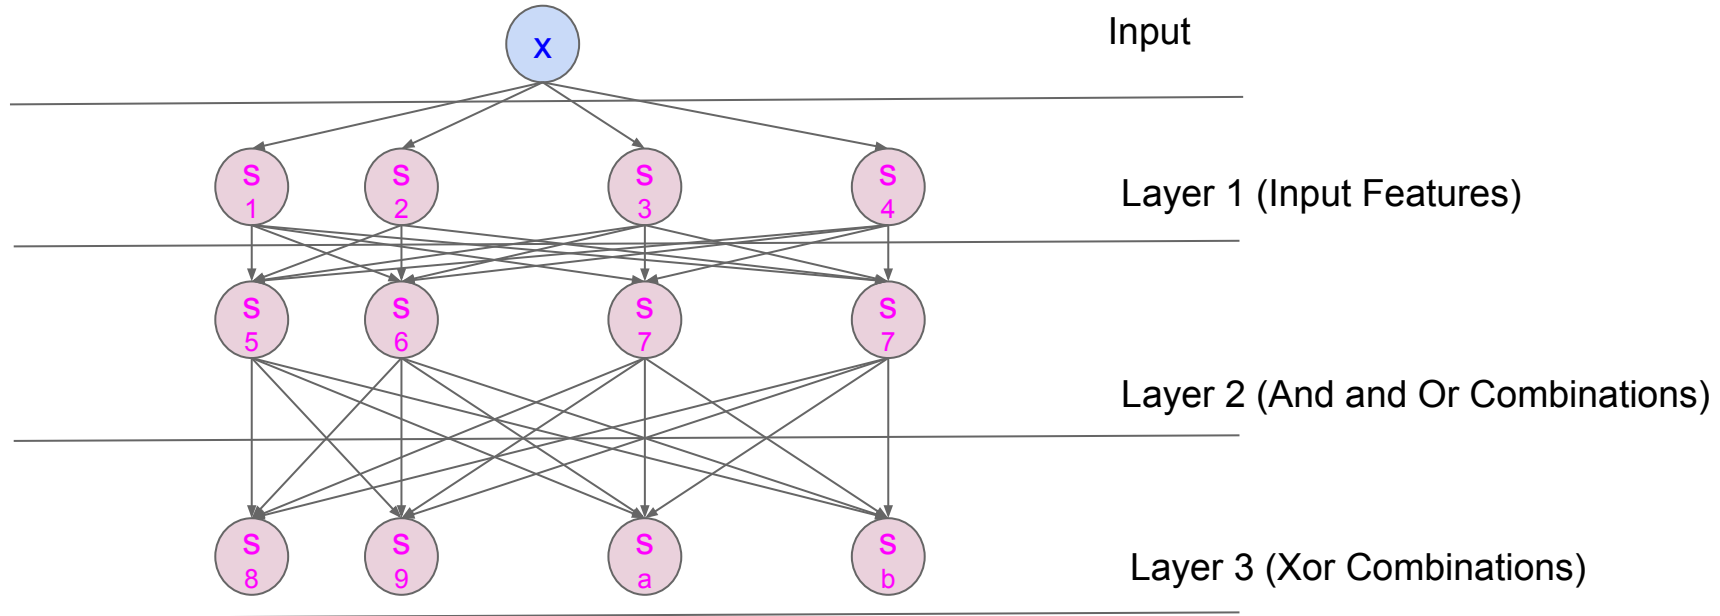 x
Input
S
1
S
2
S
3
S
4
Layer 1 (Input Features)
S
5
S
6
S
7
S
7
Layer 2 (And and Or Combinations)
S
8
S
9
S
a
S
b
Layer 3 (Xor Combinations)